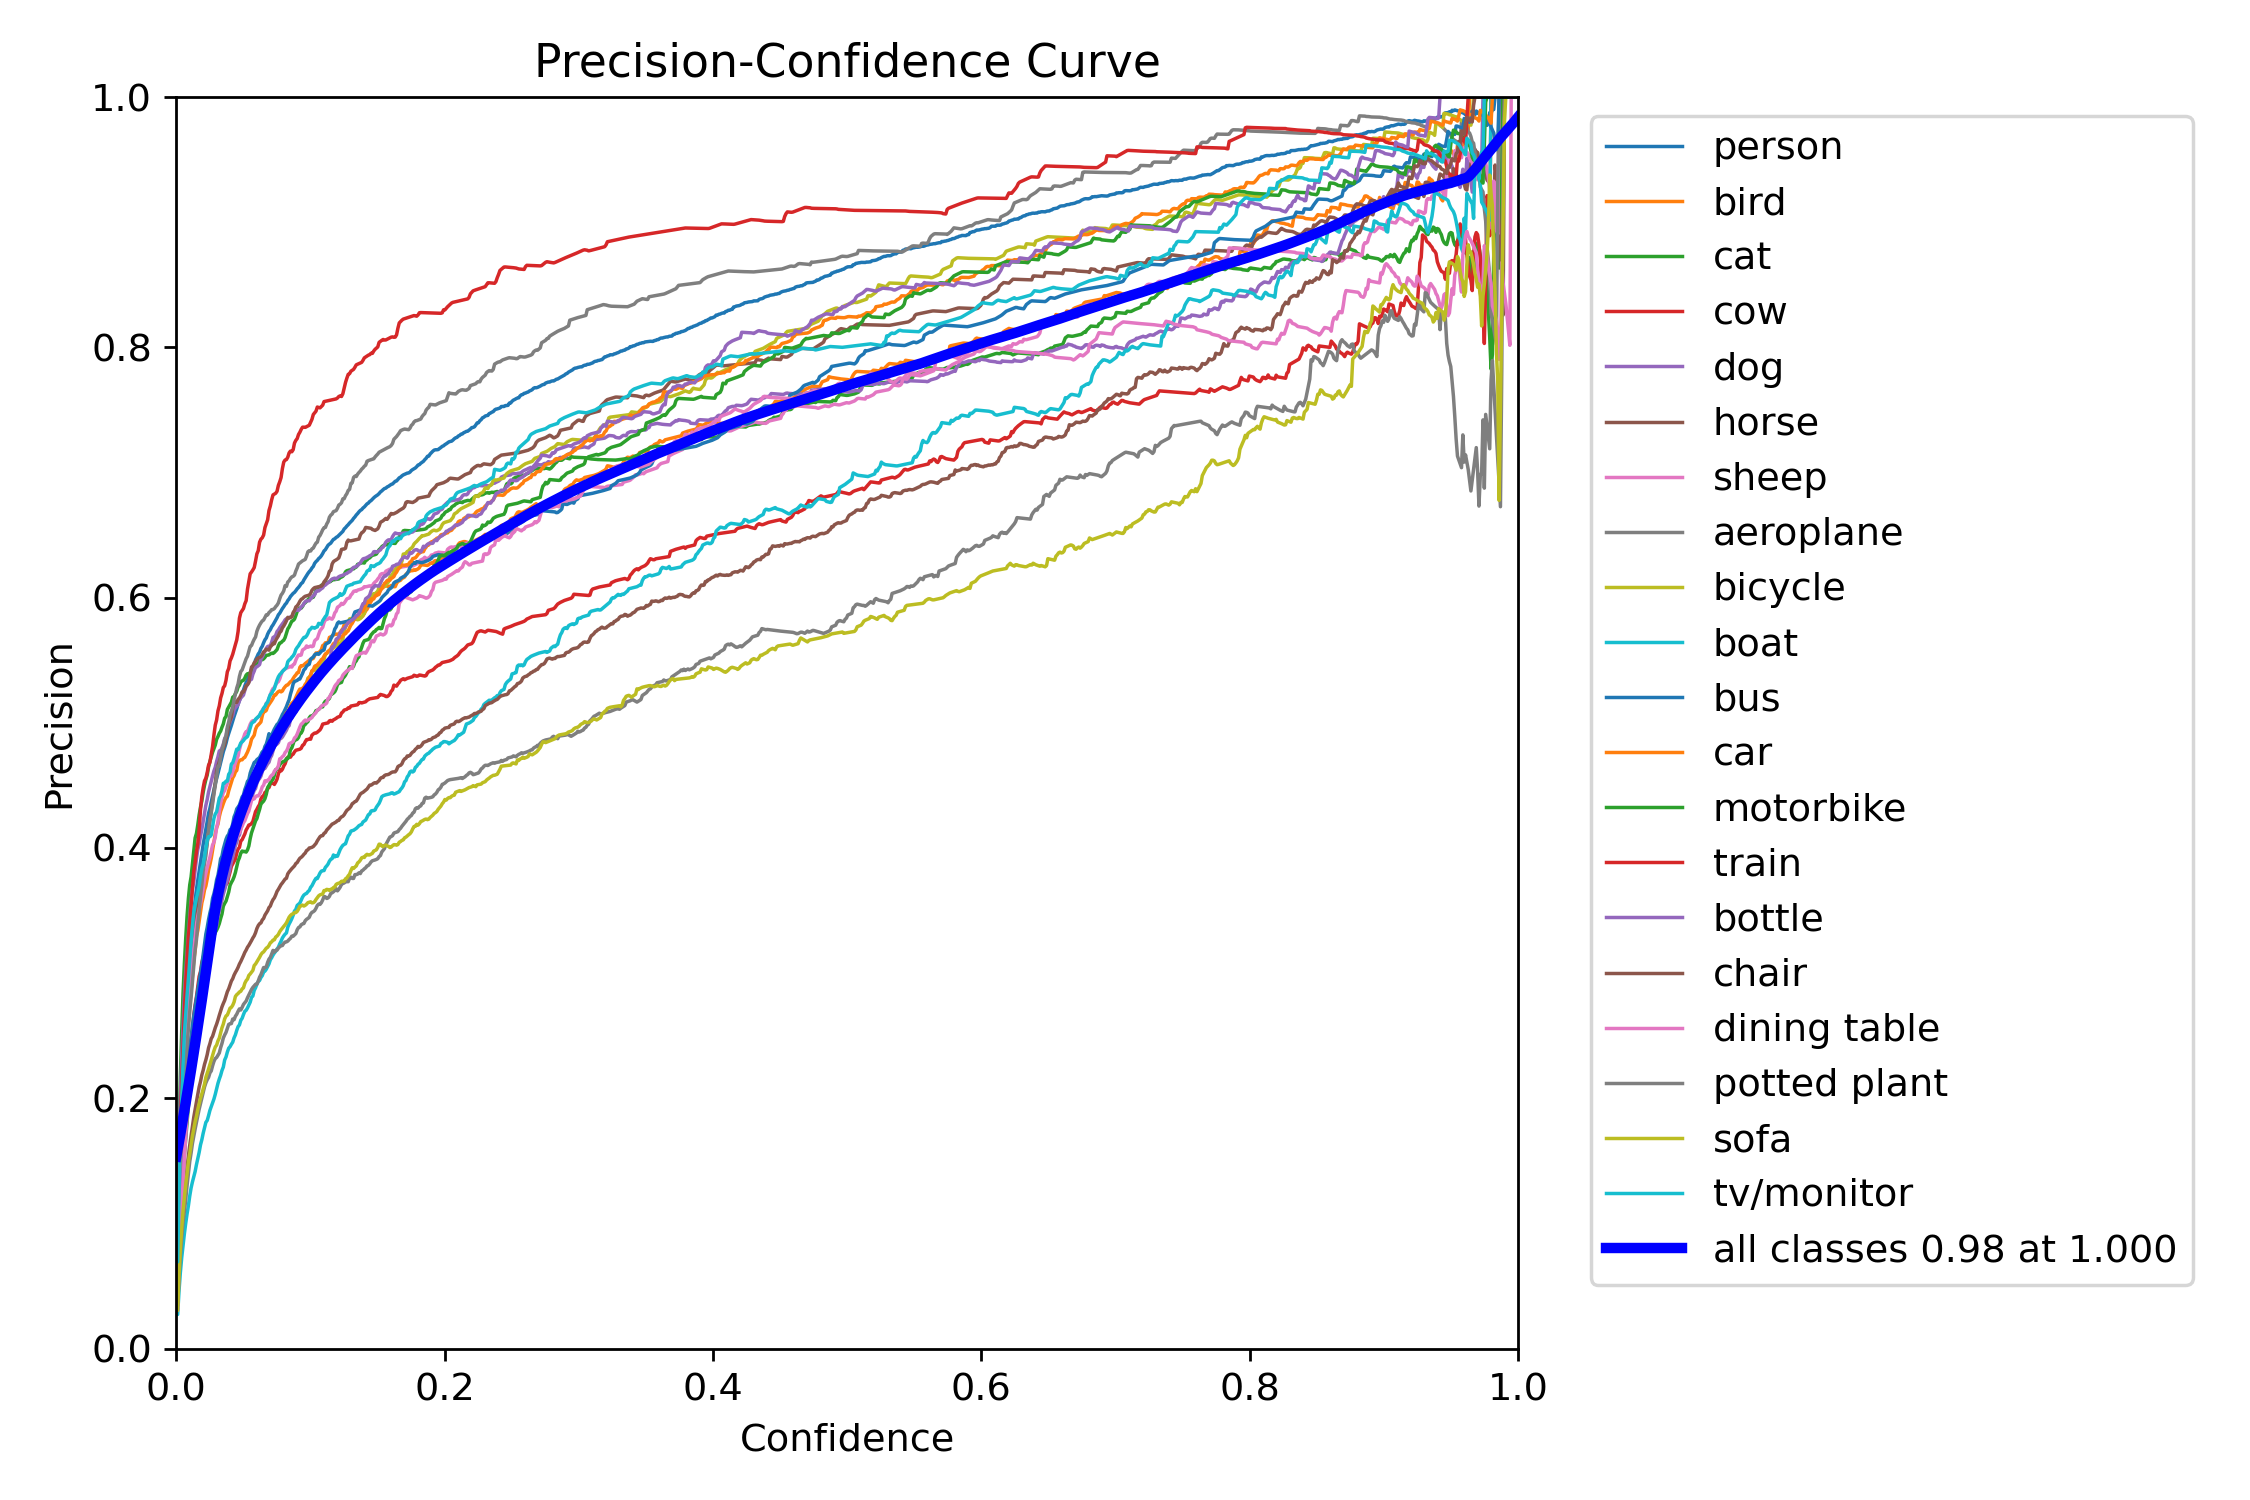 Precision-Confidence Curve
1.0
0.8
0.6
0.4
0.2
0.0
Precision
0.0 0.2 0.4 0.6 0.8 1.0
Confidence
person
bird
cat
cow
dog
horse
sheep
aeroplane
bicycle
boat
bus
car
motorbike
train
bottle
chair
dining table
potted plant
sofa
tv/monitor
all classes 0.98 at 1.000